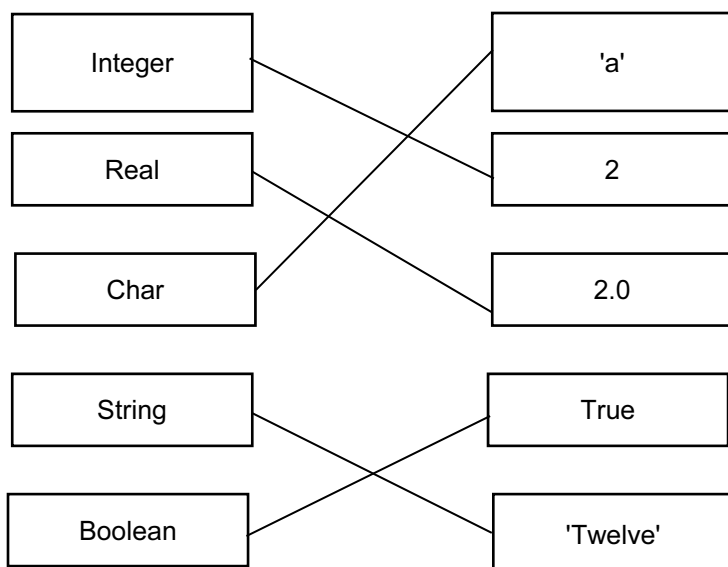 Integer
'a'
Real
2
Char
2.0
String
True
Boolean
'Twelve'